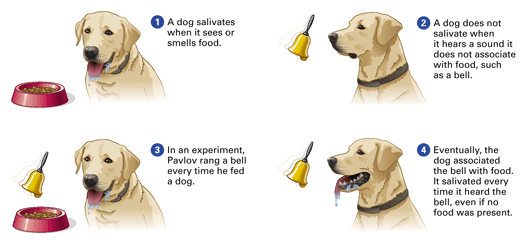 1 A dog salivates
when it sees or
smells food.
2 A dog does not
salivate when
it hears a sound it
does not associate
with food, such
as a bell.
3 In an experiment,
Pavlov rang a bell
every time he fed
a dog.
4 Eventually, the
dog associated
the bell with food.
It salivated every
time it heard the
bell, even if no
food was present.